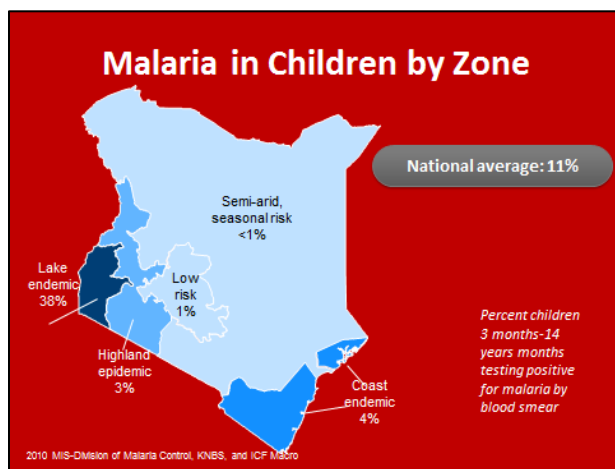 Malaria in Children by Zone
National average: 11%
Semi-arid,
seasonal risk
<1%
Lake
endemic
38%
Low
risk
1%
Highland
epidemic
3%
Coast
endemic
4%
Percent children
3 months-14
years months
testing positive
for malaria by
blood smear
2010 MIS-Division of Malaria Control, KNBS, and ICF Macro